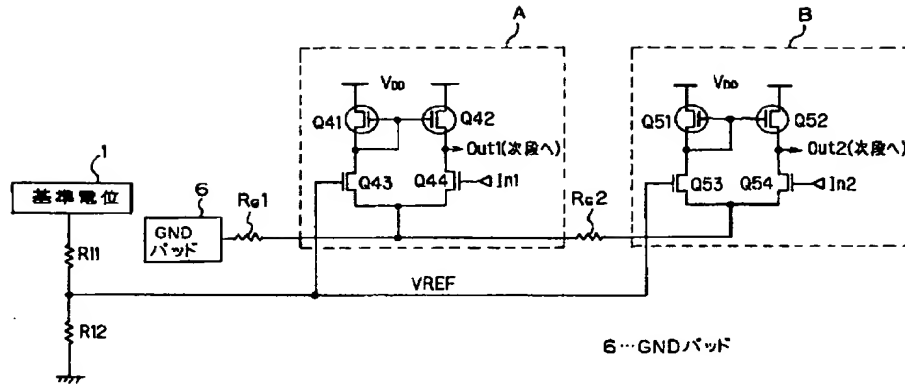 A
B
VDD
Q41
Q42
Out1(次段へ)
Q43
Q44
In1
VDD
Q51
Q52
Out2(次段へ)
Q53
Q54
In2
1
基準電位
6
GND
パッド
RG1
RG2
R11
VREF
R12
6…GNDパッド